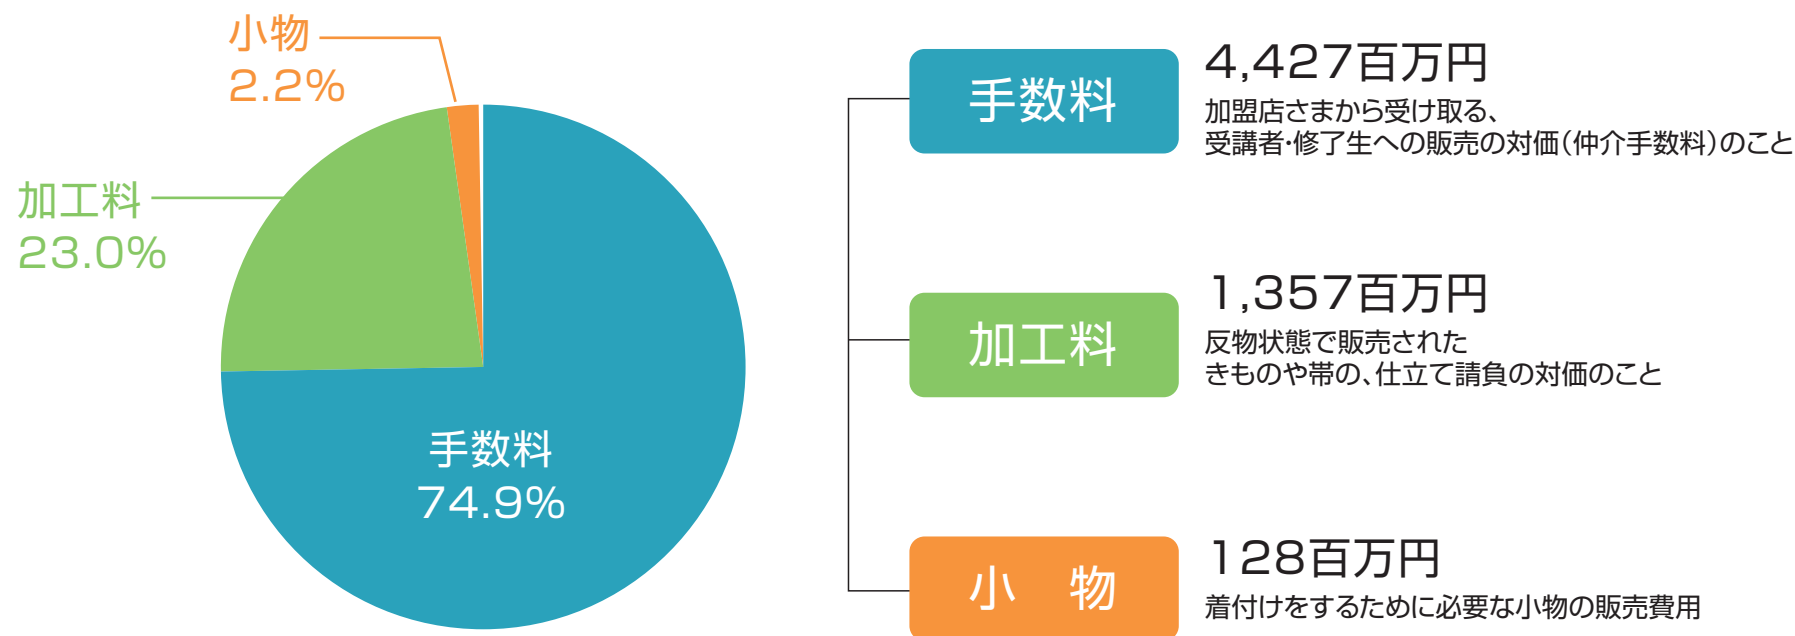 小物
2.2%
加工料
23.0%
手数料
74.9%
手数料
4,427百万円
加盟店さまから受け取る、
受講者・修了生への販売の対価（仲介手数料）のこと
加工料
1,357百万円
反物状態で販売された
きものや帯の、仕立て請負の対価のこと
小　物
128百万円
着付けをするために必要な小物の販売費用